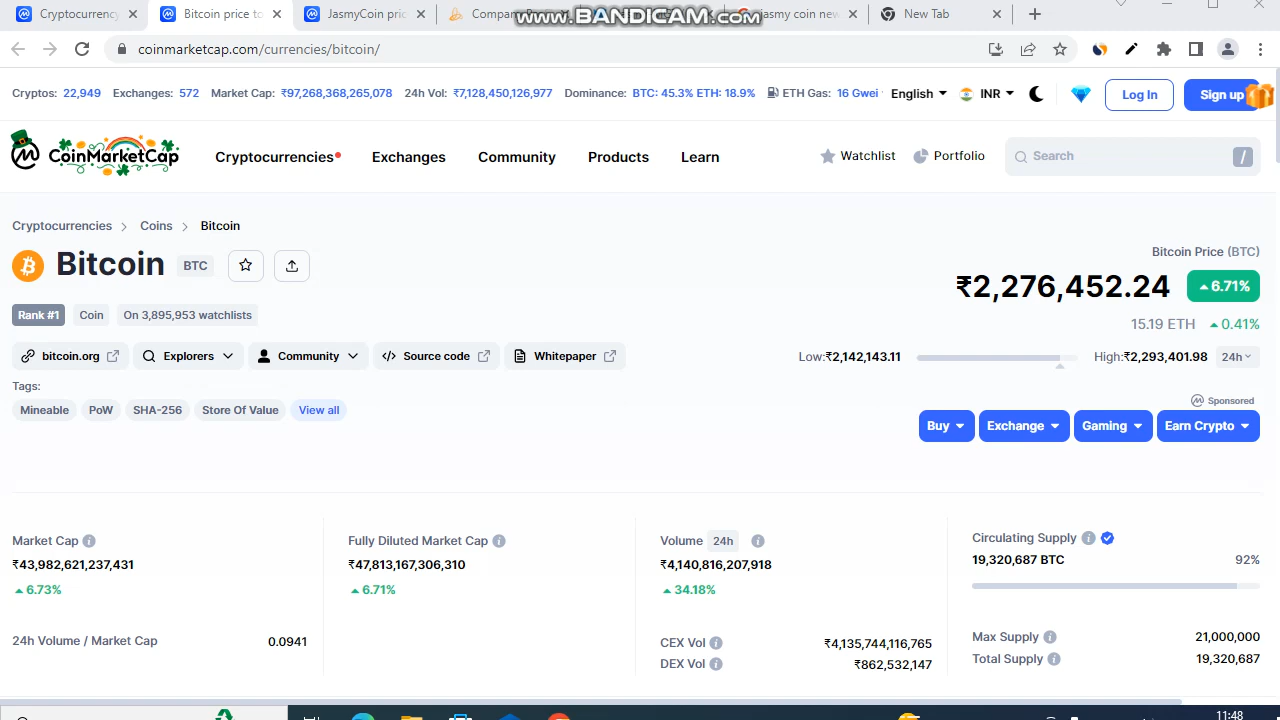 Cryptocurrency
Bitcoin price to
JasmyCoin pric
Compan
jasmy coin new
New Tab
www.BANDICAM.com
coinmarketcap.com/currencies/bitcoin/
Cryptos: 22,949 Exchanges: 572 Market Cap: ₹97,268,368,265,078 24h Vol: ₹7,128,450,126,977 Dominance: BTC: 45.3% ETH: 18.9% ETH Gas: 16 Gwei English INR Log In Sign up
CoinMarketCap Cryptocurrencies Exchanges Community Products Learn Watchlist Portfolio Search /
Cryptocurrencies > Coins > Bitcoin
Bitcoin BTC
Bitcoin Price (BTC)
₹2,276,452.24 6.71%
15.19 ETH 0.41%
Rank #1 Coin On 3,895,953 watchlists
bitcoin.org Explorers Community Source code Whitepaper
Low:₹2,142,143.11 High:₹2,293,401.98 24h
Tags:
Mineable PoW SHA-256 Store Of Value View all
Sponsored
Buy Exchange Gaming Earn Crypto
Market Cap
₹43,982,621,237,431
6.73%
24h Volume / Market Cap 0.0941
Fully Diluted Market Cap
₹47,813,167,306,310
6.71%
Volume 24h
₹4,140,816,207,918
34.18%
CEX Vol ₹4,135,744,116,765
DEX Vol ₹862,532,147
Circulating Supply
19,320,687 BTC 92%
Max Supply 21,000,000
Total Supply 19,320,687
11:48